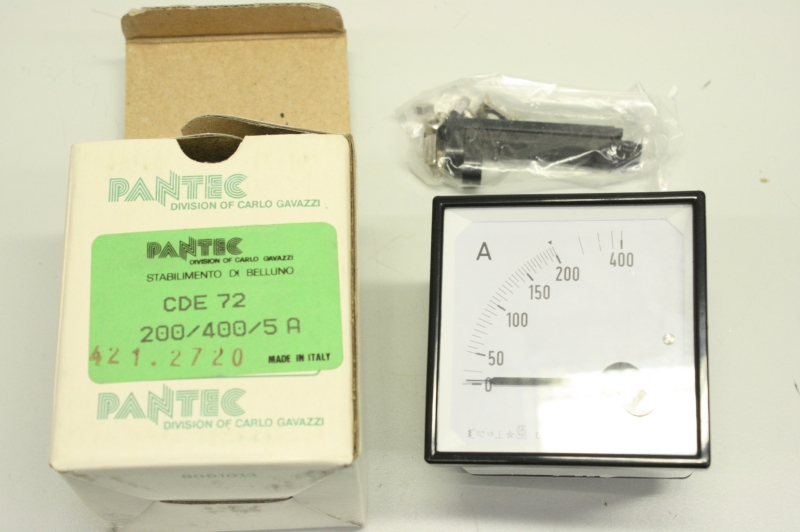 PANTEC
DIVISION OF CARLO GAVAZZI
PANTEC
DIVISION OF CARLO GAVAZZI
STABILIMENTO DI BELLUNO
CDE 72
200/400/5 A
421.2720
MADE IN ITALY
PANTEC
DIVISION OF CARLO GAVAZZI
A
400
200
150
100
50
0